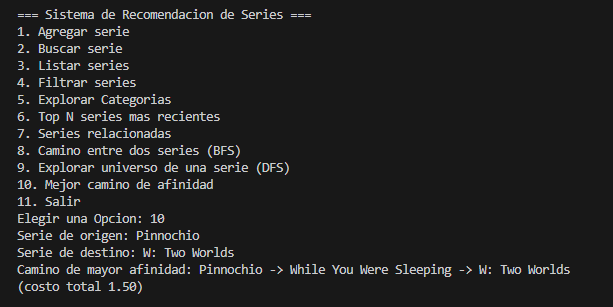 === Sistema de Recomendacion de Series ===
1. Agregar serie
2. Buscar serie
3. Listar series
4. Filtrar series
5. Explorar Categorias
6. Top N series mas recientes
7. Series relacionadas
8. Camino entre dos series (BFS)
9. Explorar universo de una serie (DFS)
10. Mejor camino de afinidad
11. Salir
Elegir una Opcion: 10
Serie de origen: Pinnochio
Serie de destino: W: Two Worlds
Camino de mayor afinidad: Pinnochio -> While You Were Sleeping -> W: Two Worlds
(costo total 1.50)